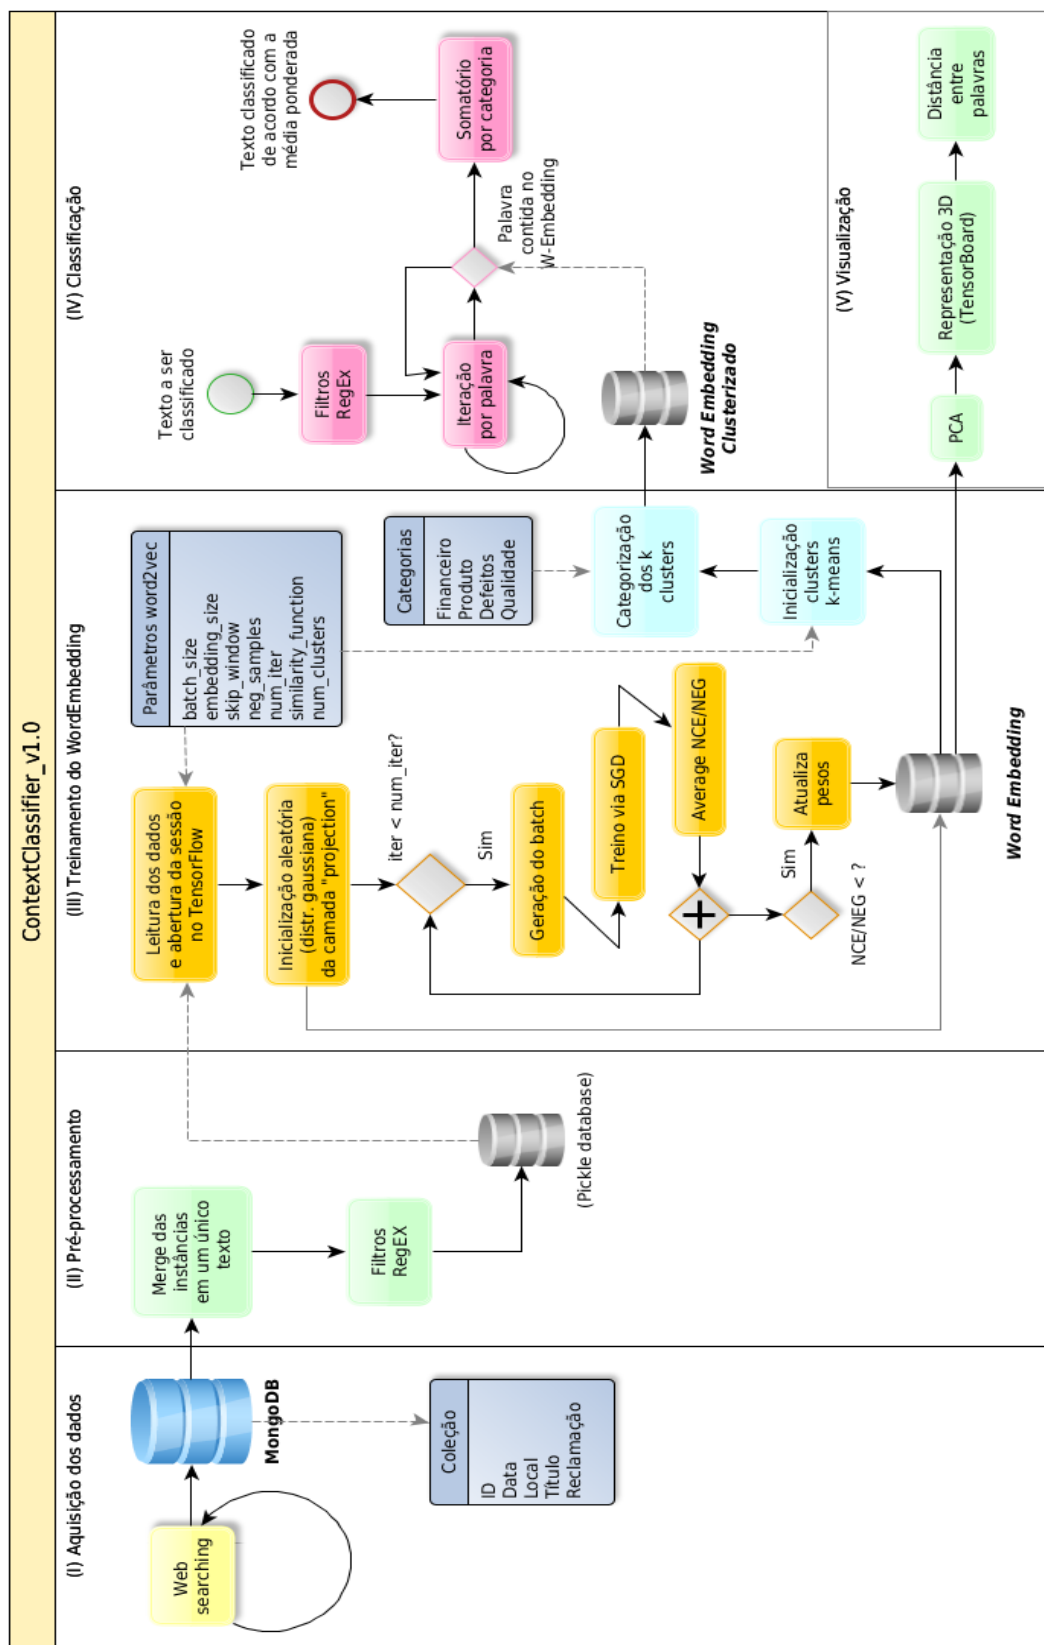 ContextClassifier_v1.0
(I) Aquisição dos dados
Web
searching
MongoDB
Coleção
ID
Data
Local
Título
Reclamação
(II) Pré-processamento
Merge das
instâncias
em um único
texto
Filtros
RegEX
(Pickle database)
(III) Treinamento do WordEmbedding
Leitura dos dados
e abertura da sessão
no TensorFlow
Parâmetros word2vec
batch_size
embedding_size
skip_window
neg_samples
num_iter
similarity_function
num_clusters
Inicialização aleatória
(distr. gaussiana)
da camada "projection"
iter < num_iter?
Sim
Geração do batch
Treino via SGD
Average NCE/NEG
NCE/NEG < ?
Sim
Atualiza
pesos
Word Embedding
Categorias
Financeiro
Produto
Defeitos
Qualidade
Categorização
dos k
clusters
Inicialização
clusters
k-means
(IV) Classificação
Texto a ser
classificado
Filtros
RegEx
Iteração
por palavra
Palavra
contida no
W-Embedding
Somatório
por categoria
Texto classificado
de acordo com a
média ponderada
Word Embedding
Clusterizado
(V) Visualização
PCA
Representação 3D
(TensorBoard)
Distância
entre
palavras